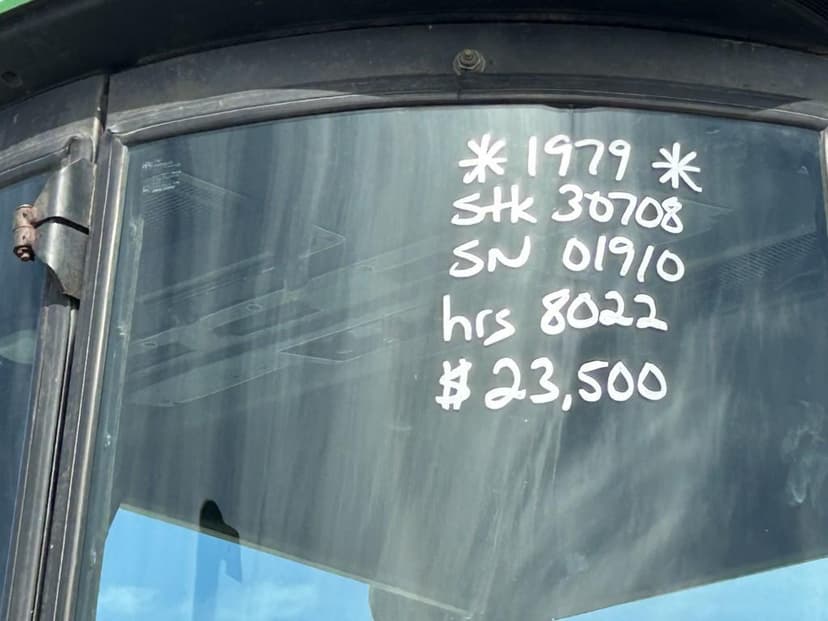 * 1979 *
Stk 30708
SN 01910
hrs 8022
$23,500